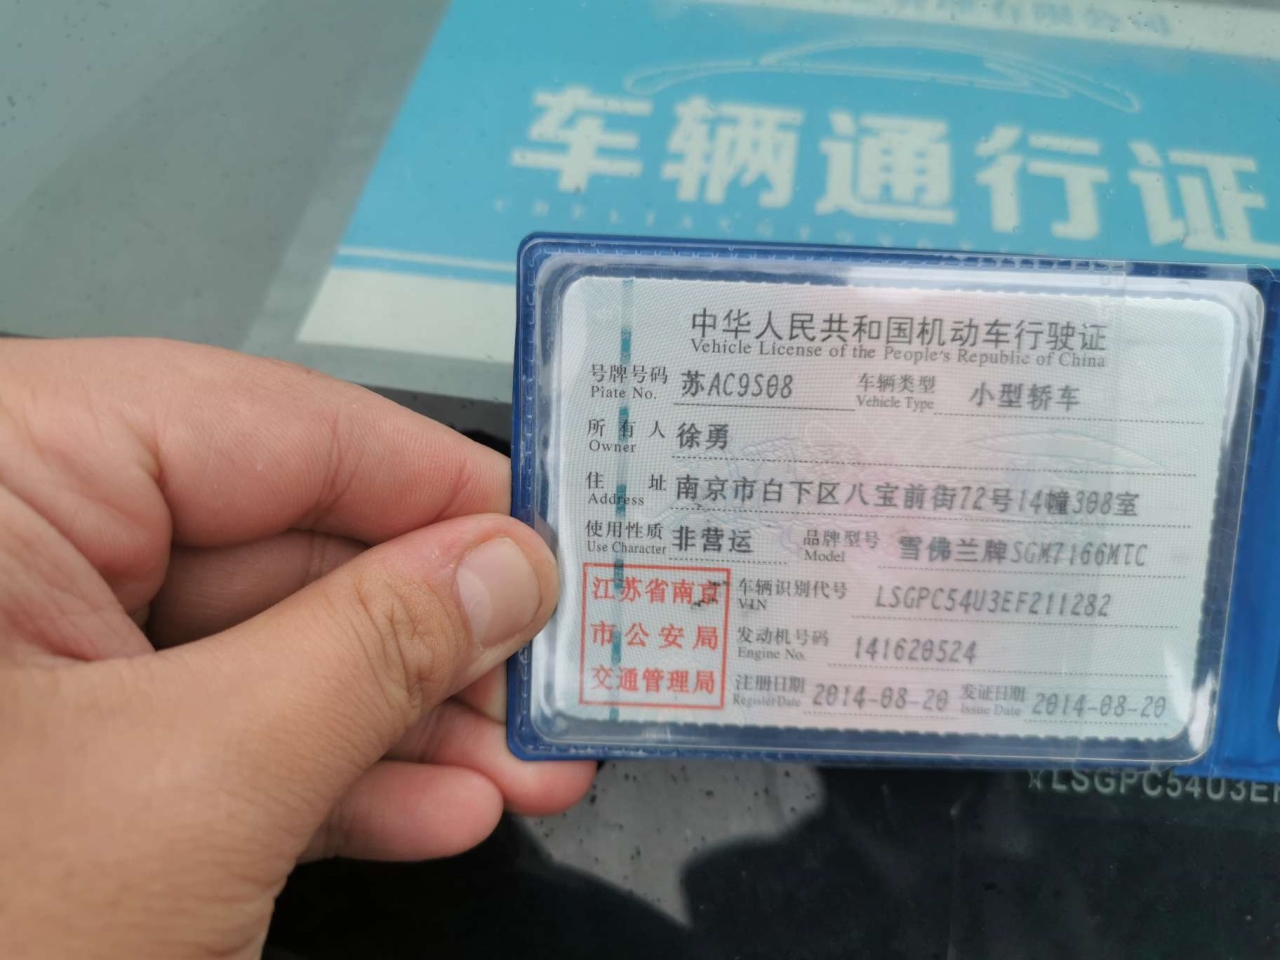 车辆通行证
中华人民共和国机动车行驶证
Vehicle License of the People's Republic of China
号牌号码 苏AC9S08 车辆类型 小型轿车
Plate No. Vehicle Type
所有人 徐勇
Owner
住址 南京市白下区八宝前街72号14幢308室
Address
使用性质 非营运 品牌型号 雪佛兰牌SGM7166MTC
Use Character Model
江苏省南京
市公安局
交通管理局
车辆识别代号 LSGPC54U3EF211282
VIN
发动机号码 141620524
Engine No.
注册日期 2014-08-20 发证日期 2014-08-20
Register Date Issue Date
LSGPC54U3E